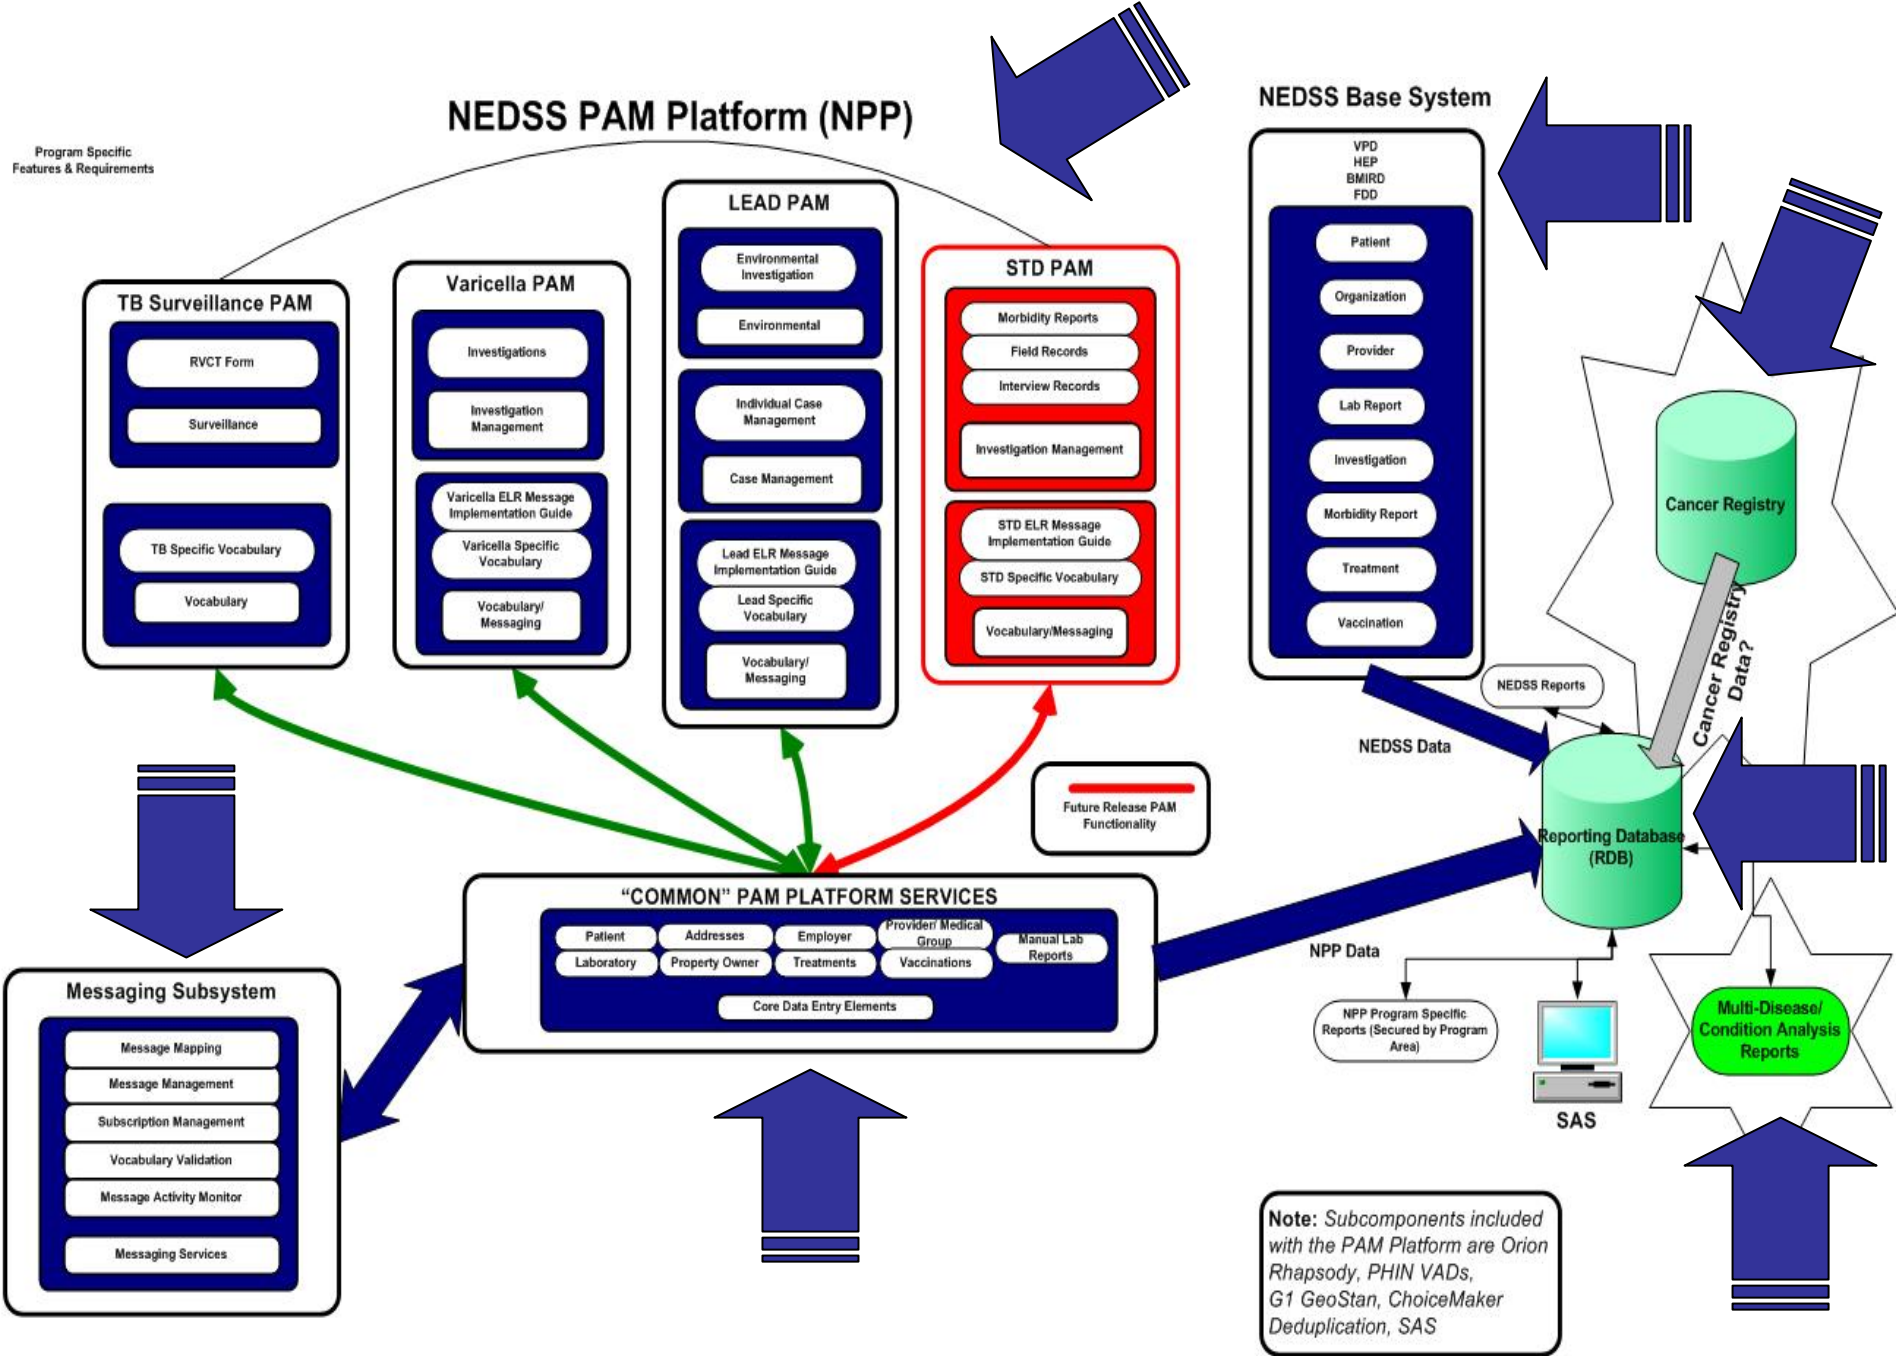 NEDSS PAM Platform (NPP)
Program Specific
Features & Requirements
TB Surveillance PAM
RVCT Form
Surveillance
TB Specific Vocabulary
Vocabulary
Varicella PAM
Investigations
Investigation
Management
Varicella ELR Message
Implementation Guide
Varicella Specific
Vocabulary
Vocabulary/
Messaging
LEAD PAM
Environmental
Investigation
Environmental
Individual Case
Management
Case Management
Lead ELR Message
Implementation Guide
Lead Specific
Vocabulary
Vocabulary/
Messaging
STD PAM
Morbidity Reports
Field Records
Interview Records
Investigation Management
STD ELR Message
Implementation Guide
STD Specific Vocabulary
Vocabulary/Messaging
NEDSS Base System
VPD
HEP
BMIRD
FDD
Patient
Organization
Provider
Lab Report
Investigation
Morbidity Report
Treatment
Vaccination
Cancer Registry
Cancer Registry
Data?
NEDSS Reports
NEDSS Data
Reporting Database
(RDB)
Future Release PAM
Functionality
"COMMON" PAM PLATFORM SERVICES
Patient
Addresses
Employer
Provider/ Medical
Group
Manual Lab
Reports
Laboratory
Property Owner
Treatments
Vaccinations
Core Data Entry Elements
NPP Data
Messaging Subsystem
Message Mapping
Message Management
Subscription Management
Vocabulary Validation
Message Activity Monitor
Messaging Services
NPP Program Specific
Reports (Secured by Program
Area)
SAS
Multi-Disease/
Condition Analysis
Reports
Note: Subcomponents included
with the PAM Platform are Orion
Rhapsody, PHIN VADs,
G1 GeoStan, ChoiceMaker
Deduplication, SAS